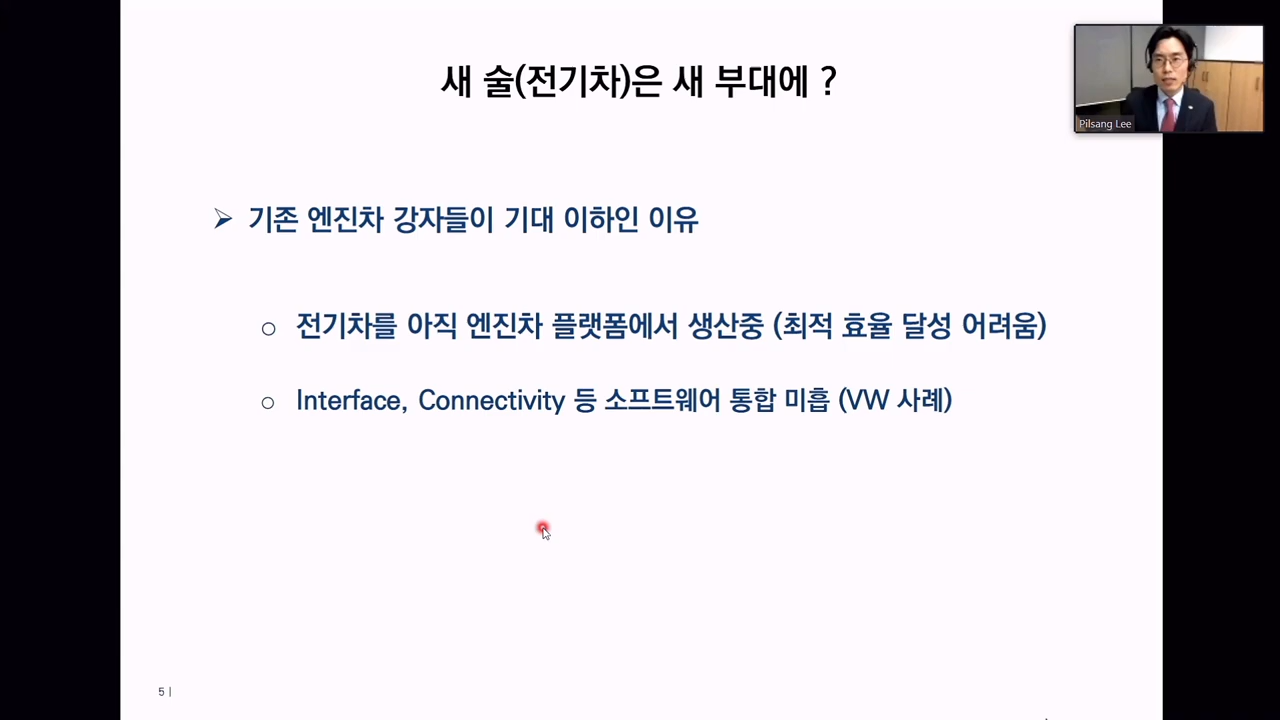 새 술(전기차)은 새 부대에 ?
Pilsang Lee
➢ 기존 엔진차 강자들이 기대 이하인 이유
○ 전기차를 아직 엔진차 플랫폼에서 생산중 (최적 효율 달성 어려움)
○ Interface, Connectivity 등 소프트웨어 통합 미흡 (VW 사례)
5 |